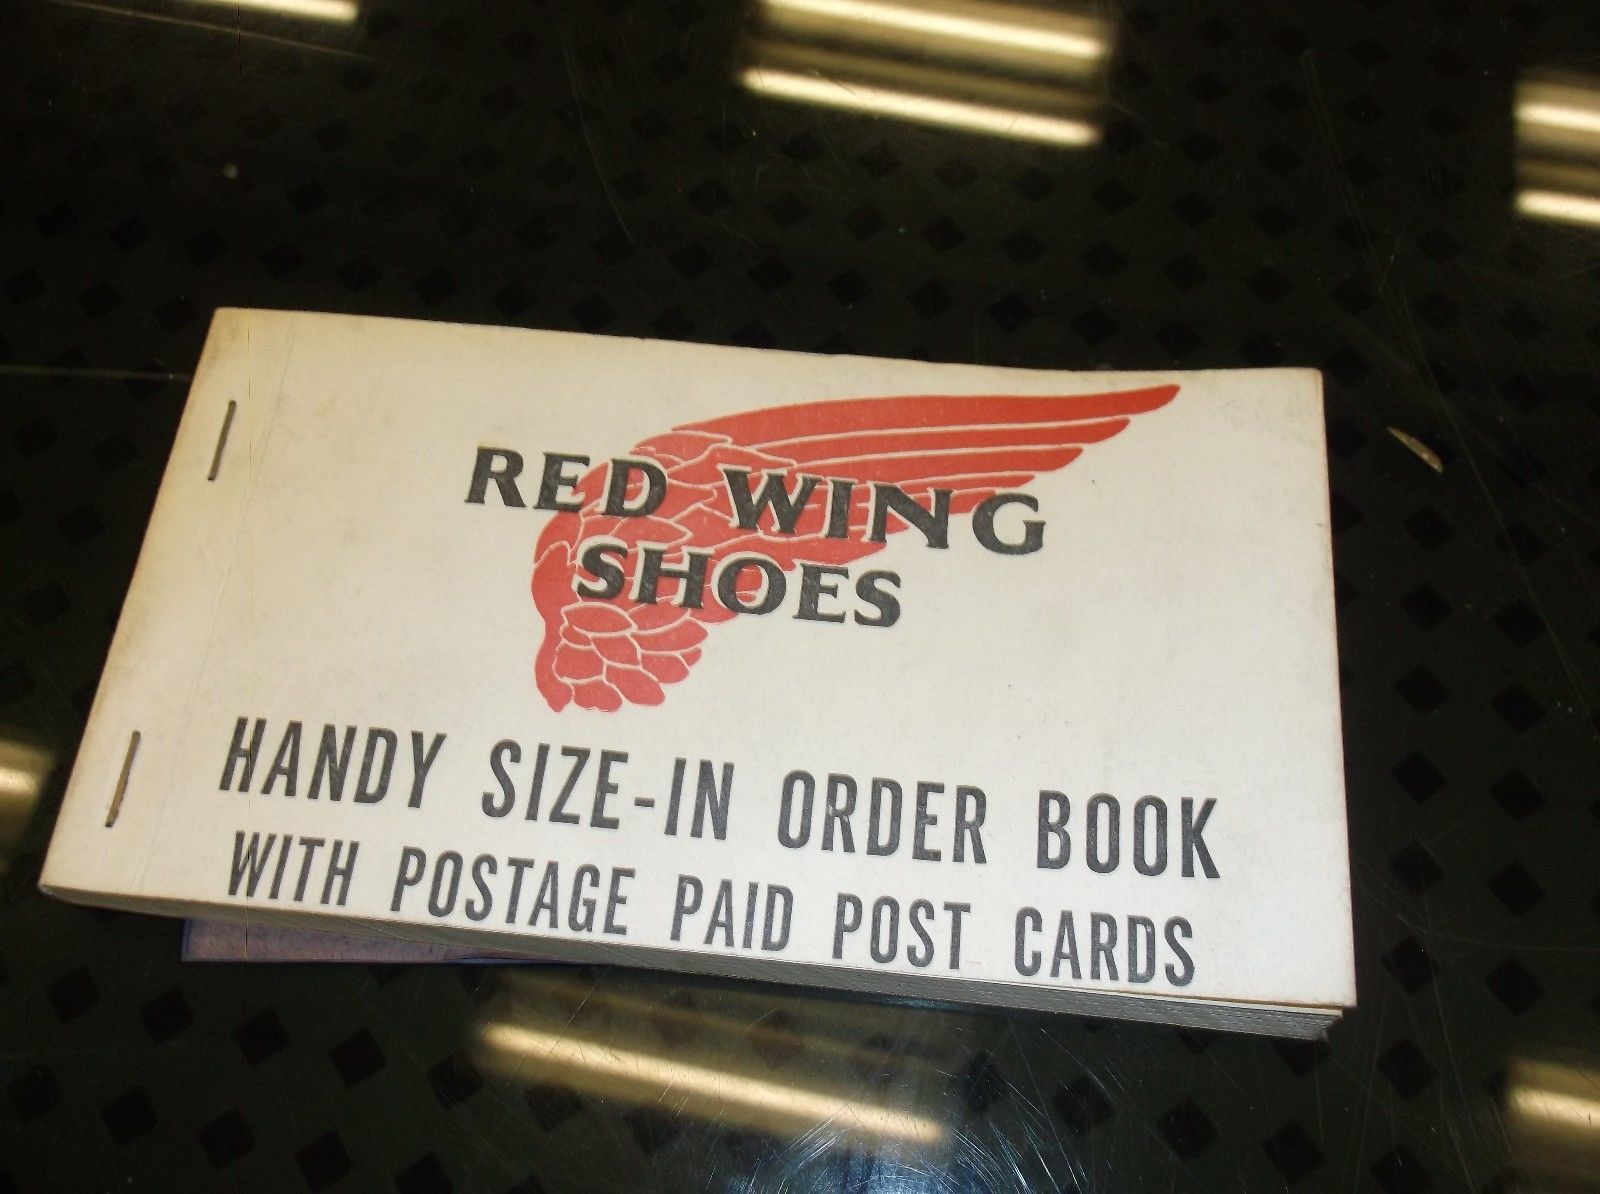 RED WING
SHOES
HANDY SIZE-IN ORDER BOOK
WITH POSTAGE PAID POST CARDS